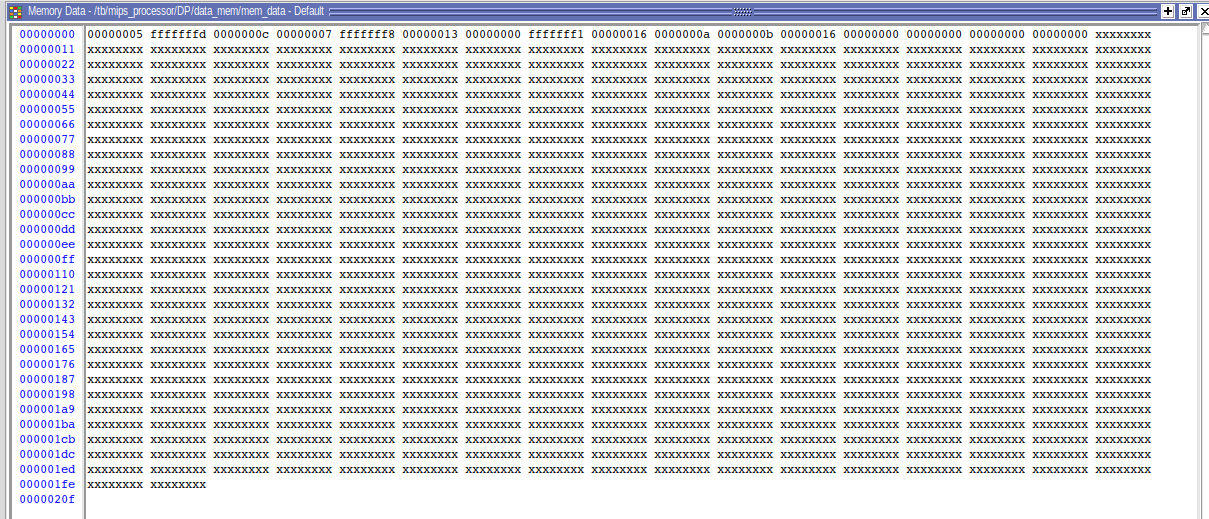 Memory Data - /tb/mips_processor/DP/data_mem/mem_data - Default
00000000 00000005 fffffffd 0000000c 00000007 fffffff8 00000013 00000000 fffffff1 00000016 0000000a 0000000b 00000016 00000000 00000000 00000000 00000000 xxxxxxxx
00000011 xxxxxxxx xxxxxxxx xxxxxxxx xxxxxxxx xxxxxxxx xxxxxxxx xxxxxxxx xxxxxxxx xxxxxxxx xxxxxxxx xxxxxxxx xxxxxxxx xxxxxxxx xxxxxxxx xxxxxxxx xxxxxxxx xxxxxxxx
00000022 xxxxxxxx xxxxxxxx xxxxxxxx xxxxxxxx xxxxxxxx xxxxxxxx xxxxxxxx xxxxxxxx xxxxxxxx xxxxxxxx xxxxxxxx xxxxxxxx xxxxxxxx xxxxxxxx xxxxxxxx xxxxxxxx xxxxxxxx
00000033 xxxxxxxx xxxxxxxx xxxxxxxx xxxxxxxx xxxxxxxx xxxxxxxx xxxxxxxx xxxxxxxx xxxxxxxx xxxxxxxx xxxxxxxx xxxxxxxx xxxxxxxx xxxxxxxx xxxxxxxx xxxxxxxx xxxxxxxx
00000044 xxxxxxxx xxxxxxxx xxxxxxxx xxxxxxxx xxxxxxxx xxxxxxxx xxxxxxxx xxxxxxxx xxxxxxxx xxxxxxxx xxxxxxxx xxxxxxxx xxxxxxxx xxxxxxxx xxxxxxxx xxxxxxxx xxxxxxxx
00000055 xxxxxxxx xxxxxxxx xxxxxxxx xxxxxxxx xxxxxxxx xxxxxxxx xxxxxxxx xxxxxxxx xxxxxxxx xxxxxxxx xxxxxxxx xxxxxxxx xxxxxxxx xxxxxxxx xxxxxxxx xxxxxxxx xxxxxxxx
00000066 xxxxxxxx xxxxxxxx xxxxxxxx xxxxxxxx xxxxxxxx xxxxxxxx xxxxxxxx xxxxxxxx xxxxxxxx xxxxxxxx xxxxxxxx xxxxxxxx xxxxxxxx xxxxxxxx xxxxxxxx xxxxxxxx xxxxxxxx
00000077 xxxxxxxx xxxxxxxx xxxxxxxx xxxxxxxx xxxxxxxx xxxxxxxx xxxxxxxx xxxxxxxx xxxxxxxx xxxxxxxx xxxxxxxx xxxxxxxx xxxxxxxx xxxxxxxx xxxxxxxx xxxxxxxx xxxxxxxx
00000088 xxxxxxxx xxxxxxxx xxxxxxxx xxxxxxxx xxxxxxxx xxxxxxxx xxxxxxxx xxxxxxxx xxxxxxxx xxxxxxxx xxxxxxxx xxxxxxxx xxxxxxxx xxxxxxxx xxxxxxxx xxxxxxxx xxxxxxxx
00000099 xxxxxxxx xxxxxxxx xxxxxxxx xxxxxxxx xxxxxxxx xxxxxxxx xxxxxxxx xxxxxxxx xxxxxxxx xxxxxxxx xxxxxxxx xxxxxxxx xxxxxxxx xxxxxxxx xxxxxxxx xxxxxxxx xxxxxxxx
000000aa xxxxxxxx xxxxxxxx xxxxxxxx xxxxxxxx xxxxxxxx xxxxxxxx xxxxxxxx xxxxxxxx xxxxxxxx xxxxxxxx xxxxxxxx xxxxxxxx xxxxxxxx xxxxxxxx xxxxxxxx xxxxxxxx xxxxxxxx
000000bb xxxxxxxx xxxxxxxx xxxxxxxx xxxxxxxx xxxxxxxx xxxxxxxx xxxxxxxx xxxxxxxx xxxxxxxx xxxxxxxx xxxxxxxx xxxxxxxx xxxxxxxx xxxxxxxx xxxxxxxx xxxxxxxx xxxxxxxx
000000cc xxxxxxxx xxxxxxxx xxxxxxxx xxxxxxxx xxxxxxxx xxxxxxxx xxxxxxxx xxxxxxxx xxxxxxxx xxxxxxxx xxxxxxxx xxxxxxxx xxxxxxxx xxxxxxxx xxxxxxxx xxxxxxxx xxxxxxxx
000000dd xxxxxxxx xxxxxxxx xxxxxxxx xxxxxxxx xxxxxxxx xxxxxxxx xxxxxxxx xxxxxxxx xxxxxxxx xxxxxxxx xxxxxxxx xxxxxxxx xxxxxxxx xxxxxxxx xxxxxxxx xxxxxxxx xxxxxxxx
000000ee xxxxxxxx xxxxxxxx xxxxxxxx xxxxxxxx xxxxxxxx xxxxxxxx xxxxxxxx xxxxxxxx xxxxxxxx xxxxxxxx xxxxxxxx xxxxxxxx xxxxxxxx xxxxxxxx xxxxxxxx xxxxxxxx xxxxxxxx
000000ff xxxxxxxx xxxxxxxx xxxxxxxx xxxxxxxx xxxxxxxx xxxxxxxx xxxxxxxx xxxxxxxx xxxxxxxx xxxxxxxx xxxxxxxx xxxxxxxx xxxxxxxx xxxxxxxx xxxxxxxx xxxxxxxx xxxxxxxx
00000110 xxxxxxxx xxxxxxxx xxxxxxxx xxxxxxxx xxxxxxxx xxxxxxxx xxxxxxxx xxxxxxxx xxxxxxxx xxxxxxxx xxxxxxxx xxxxxxxx xxxxxxxx xxxxxxxx xxxxxxxx xxxxxxxx xxxxxxxx
00000121 xxxxxxxx xxxxxxxx xxxxxxxx xxxxxxxx xxxxxxxx xxxxxxxx xxxxxxxx xxxxxxxx xxxxxxxx xxxxxxxx xxxxxxxx xxxxxxxx xxxxxxxx xxxxxxxx xxxxxxxx xxxxxxxx xxxxxxxx
00000132 xxxxxxxx xxxxxxxx xxxxxxxx xxxxxxxx xxxxxxxx xxxxxxxx xxxxxxxx xxxxxxxx xxxxxxxx xxxxxxxx xxxxxxxx xxxxxxxx xxxxxxxx xxxxxxxx xxxxxxxx xxxxxxxx xxxxxxxx
00000143 xxxxxxxx xxxxxxxx xxxxxxxx xxxxxxxx xxxxxxxx xxxxxxxx xxxxxxxx xxxxxxxx xxxxxxxx xxxxxxxx xxxxxxxx xxxxxxxx xxxxxxxx xxxxxxxx xxxxxxxx xxxxxxxx xxxxxxxx
00000154 xxxxxxxx xxxxxxxx xxxxxxxx xxxxxxxx xxxxxxxx xxxxxxxx xxxxxxxx xxxxxxxx xxxxxxxx xxxxxxxx xxxxxxxx xxxxxxxx xxxxxxxx xxxxxxxx xxxxxxxx xxxxxxxx xxxxxxxx
00000165 xxxxxxxx xxxxxxxx xxxxxxxx xxxxxxxx xxxxxxxx xxxxxxxx xxxxxxxx xxxxxxxx xxxxxxxx xxxxxxxx xxxxxxxx xxxxxxxx xxxxxxxx xxxxxxxx xxxxxxxx xxxxxxxx xxxxxxxx
00000176 xxxxxxxx xxxxxxxx xxxxxxxx xxxxxxxx xxxxxxxx xxxxxxxx xxxxxxxx xxxxxxxx xxxxxxxx xxxxxxxx xxxxxxxx xxxxxxxx xxxxxxxx xxxxxxxx xxxxxxxx xxxxxxxx xxxxxxxx
00000187 xxxxxxxx xxxxxxxx xxxxxxxx xxxxxxxx xxxxxxxx xxxxxxxx xxxxxxxx xxxxxxxx xxxxxxxx xxxxxxxx xxxxxxxx xxxxxxxx xxxxxxxx xxxxxxxx xxxxxxxx xxxxxxxx xxxxxxxx
00000198 xxxxxxxx xxxxxxxx xxxxxxxx xxxxxxxx xxxxxxxx xxxxxxxx xxxxxxxx xxxxxxxx xxxxxxxx xxxxxxxx xxxxxxxx xxxxxxxx xxxxxxxx xxxxxxxx xxxxxxxx xxxxxxxx xxxxxxxx
000001a9 xxxxxxxx xxxxxxxx xxxxxxxx xxxxxxxx xxxxxxxx xxxxxxxx xxxxxxxx xxxxxxxx xxxxxxxx xxxxxxxx xxxxxxxx xxxxxxxx xxxxxxxx xxxxxxxx xxxxxxxx xxxxxxxx xxxxxxxx
000001ba xxxxxxxx xxxxxxxx xxxxxxxx xxxxxxxx xxxxxxxx xxxxxxxx xxxxxxxx xxxxxxxx xxxxxxxx xxxxxxxx xxxxxxxx xxxxxxxx xxxxxxxx xxxxxxxx xxxxxxxx xxxxxxxx xxxxxxxx
000001cb xxxxxxxx xxxxxxxx xxxxxxxx xxxxxxxx xxxxxxxx xxxxxxxx xxxxxxxx xxxxxxxx xxxxxxxx xxxxxxxx xxxxxxxx xxxxxxxx xxxxxxxx xxxxxxxx xxxxxxxx xxxxxxxx xxxxxxxx
000001dc xxxxxxxx xxxxxxxx xxxxxxxx xxxxxxxx xxxxxxxx xxxxxxxx xxxxxxxx xxxxxxxx xxxxxxxx xxxxxxxx xxxxxxxx xxxxxxxx xxxxxxxx xxxxxxxx xxxxxxxx xxxxxxxx xxxxxxxx
000001ed xxxxxxxx xxxxxxxx xxxxxxxx xxxxxxxx xxxxxxxx xxxxxxxx xxxxxxxx xxxxxxxx xxxxxxxx xxxxxxxx xxxxxxxx xxxxxxxx xxxxxxxx xxxxxxxx xxxxxxxx xxxxxxxx xxxxxxxx
000001fe xxxxxxxx xxxxxxxx
0000020f